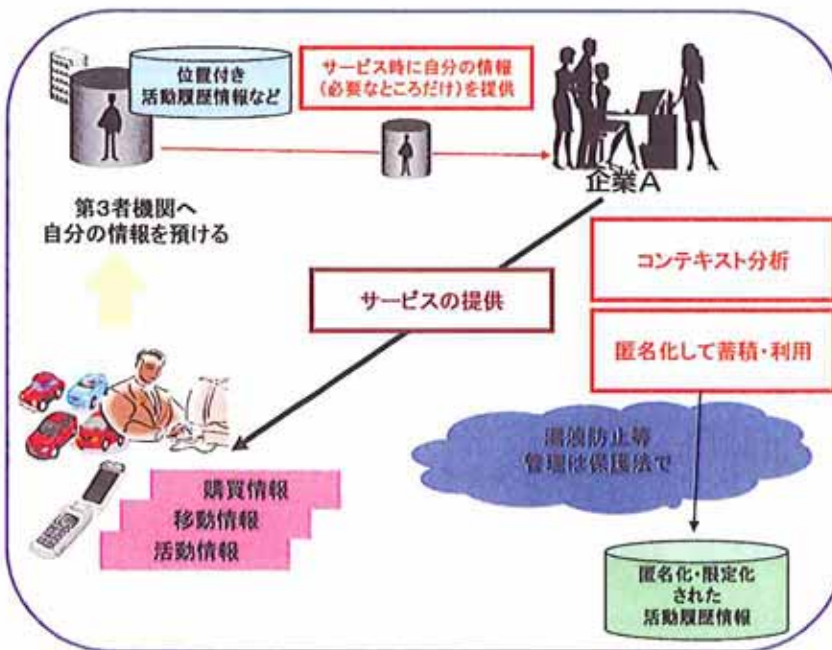 位置付き
活動履歴情報など
サービス時に自分の情報
(必要なところだけ)を提供
企業A
第3者機関へ
自分の情報を預ける
コンテキスト分析
サービスの提供
匿名化して蓄積・利用
漏洩防止等
管理は保護法で
購買情報
移動情報
活動情報
匿名化・限定化
された
活動履歴情報